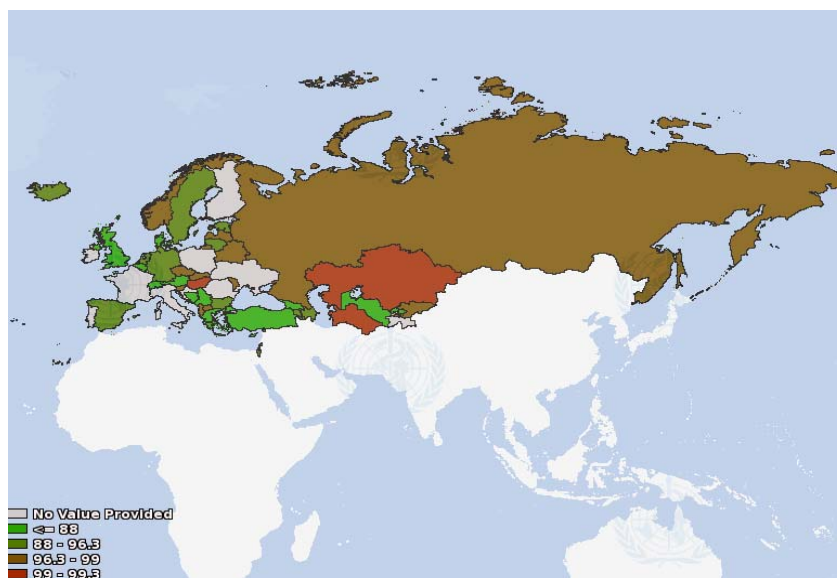 No Value Provided
<= 88
88 - 96.3
96.3 - 99
99 - 99.3